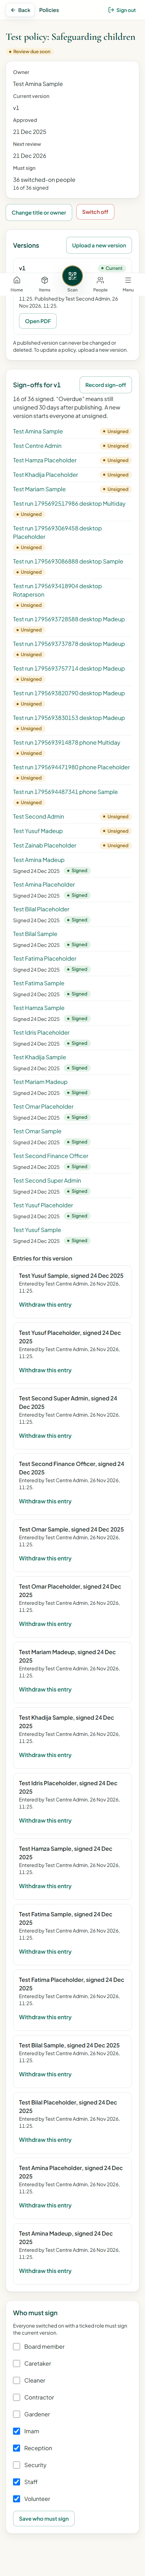 Back Policies Sign out
Test policy: Safeguarding children
Review due soon
Owner
Test Amina Sample
Current version
v1
Approved
21 Dec 2025
Next review
21 Dec 2026
Must sign
36 switched-on people
16 of 36 signed
Change title or owner Switch off
Versions Upload a new version
v1 Current
Home Items Scan People Menu
11:25. Published by Test Second Admin, 26
Nov 2026, 11:25.
Open PDF
A published version can never be changed or
deleted. To update a policy, upload a new version.
Sign-offs for v1 Record sign-off
16 of 36 signed. "Overdue" means still
unsigned 30 days after publishing. A new
version starts everyone as unsigned.
Test Amina Sample Unsigned
Test Centre Admin Unsigned
Test Hamza Placeholder Unsigned
Test Khadija Placeholder Unsigned
Test Mariam Sample Unsigned
Test run 1795692517986 desktop Multiday
Unsigned
Test run 1795693069458 desktop
Placeholder
Unsigned
Test run 1795693086888 desktop Sample
Unsigned
Test run 1795693418904 desktop
Rotaperson
Unsigned
Test run 1795693728588 desktop Madeup
Unsigned
Test run 1795693737878 desktop Madeup
Unsigned
Test run 1795693757714 desktop Madeup
Unsigned
Test run 1795693820790 desktop Madeup
Unsigned
Test run 1795693830153 desktop Madeup
Unsigned
Test run 1795693914878 phone Multiday
Unsigned
Test run 1795694471980 phone Placeholder
Unsigned
Test run 1795694487341 phone Sample
Unsigned
Test Second Admin Unsigned
Test Yusuf Madeup Unsigned
Test Zainab Placeholder Unsigned
Test Amina Madeup
Signed 24 Dec 2025 Signed
Test Amina Placeholder
Signed 24 Dec 2025 Signed
Test Bilal Placeholder
Signed 24 Dec 2025 Signed
Test Bilal Sample
Signed 24 Dec 2025 Signed
Test Fatima Placeholder
Signed 24 Dec 2025 Signed
Test Fatima Sample
Signed 24 Dec 2025 Signed
Test Hamza Sample
Signed 24 Dec 2025 Signed
Test Idris Placeholder
Signed 24 Dec 2025 Signed
Test Khadija Sample
Signed 24 Dec 2025 Signed
Test Mariam Madeup
Signed 24 Dec 2025 Signed
Test Omar Placeholder
Signed 24 Dec 2025 Signed
Test Omar Sample
Signed 24 Dec 2025 Signed
Test Second Finance Officer
Signed 24 Dec 2025 Signed
Test Second Super Admin
Signed 24 Dec 2025 Signed
Test Yusuf Placeholder
Signed 24 Dec 2025 Signed
Test Yusuf Sample
Signed 24 Dec 2025 Signed
Entries for this version
Test Yusuf Sample, signed 24 Dec 2025
Entered by Test Centre Admin, 26 Nov 2026,
11:25.
Withdraw this entry
Test Yusuf Placeholder, signed 24 Dec
2025
Entered by Test Centre Admin, 26 Nov 2026,
11:25.
Withdraw this entry
Test Second Super Admin, signed 24
Dec 2025
Entered by Test Centre Admin, 26 Nov 2026,
11:25.
Withdraw this entry
Test Second Finance Officer, signed 24
Dec 2025
Entered by Test Centre Admin, 26 Nov 2026,
11:25.
Withdraw this entry
Test Omar Sample, signed 24 Dec 2025
Entered by Test Centre Admin, 26 Nov 2026,
11:25.
Withdraw this entry
Test Omar Placeholder, signed 24 Dec
2025
Entered by Test Centre Admin, 26 Nov 2026,
11:25.
Withdraw this entry
Test Mariam Madeup, signed 24 Dec
2025
Entered by Test Centre Admin, 26 Nov 2026,
11:25.
Withdraw this entry
Test Khadija Sample, signed 24 Dec
2025
Entered by Test Centre Admin, 26 Nov 2026,
11:25.
Withdraw this entry
Test Idris Placeholder, signed 24 Dec
2025
Entered by Test Centre Admin, 26 Nov 2026,
11:25.
Withdraw this entry
Test Hamza Sample, signed 24 Dec
2025
Entered by Test Centre Admin, 26 Nov 2026,
11:25.
Withdraw this entry
Test Fatima Sample, signed 24 Dec
2025
Entered by Test Centre Admin, 26 Nov 2026,
11:25.
Withdraw this entry
Test Fatima Placeholder, signed 24 Dec
2025
Entered by Test Centre Admin, 26 Nov 2026,
11:25.
Withdraw this entry
Test Bilal Sample, signed 24 Dec 2025
Entered by Test Centre Admin, 26 Nov 2026,
11:25.
Withdraw this entry
Test Bilal Placeholder, signed 24 Dec
2025
Entered by Test Centre Admin, 26 Nov 2026,
11:25.
Withdraw this entry
Test Amina Placeholder, signed 24 Dec
2025
Entered by Test Centre Admin, 26 Nov 2026,
11:25.
Withdraw this entry
Test Amina Madeup, signed 24 Dec
2025
Entered by Test Centre Admin, 26 Nov 2026,
11:25.
Withdraw this entry
Who must sign
Everyone switched on with a ticked role must sign
the current version.
Board member
Caretaker
Cleaner
Contractor
Gardener
Imam
Reception
Security
Staff
Volunteer
Save who must sign